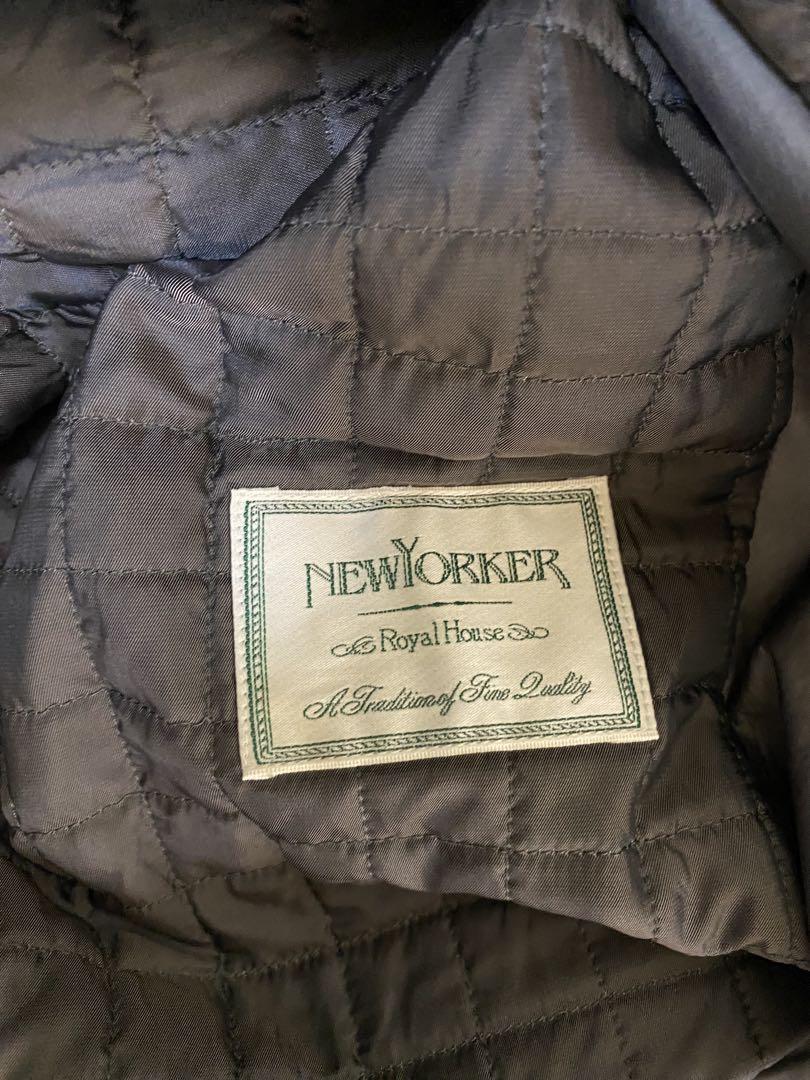 NEWYORKER
Royal House
A Tradition of Fine Quality